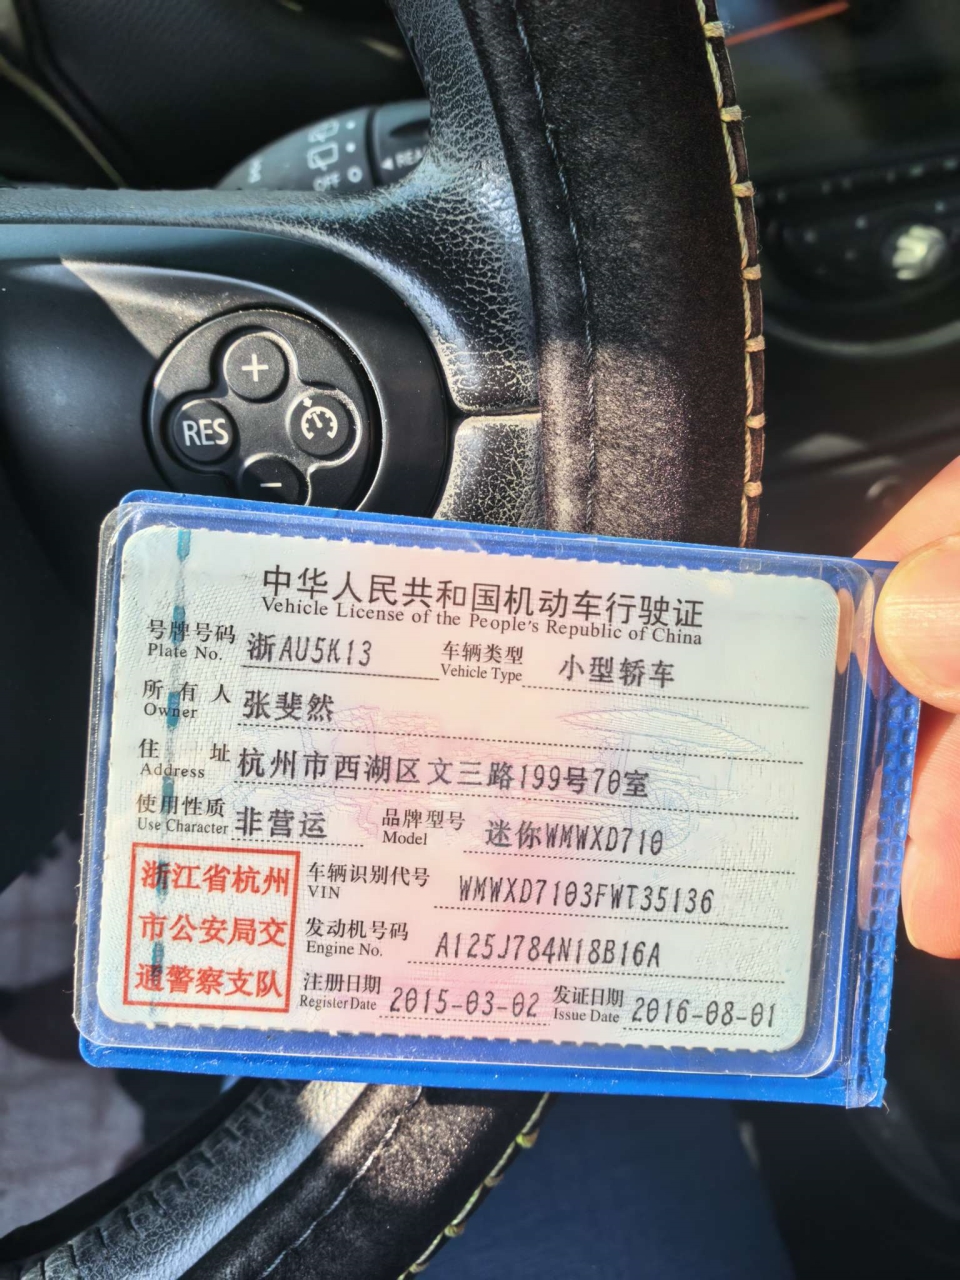 OFF
REA
+
RES
−
中华人民共和国机动车行驶证
Vehicle License of the People's Republic of China
号牌号码 浙AU5K13 车辆类型 小型轿车
Plate No. Vehicle Type
所有人 张斐然
Owner
住址 杭州市西湖区文三路199号70室
Address
使用性质 非营运 品牌型号 迷你WMWXD710
Use Character Model
浙江省杭州
市公安局交
通警察支队
车辆识别代号 WMWXD7103FWT35136
VIN
发动机号码 A125J784N18B16A
Engine No.
注册日期 2015-03-02 发证日期 2016-08-01
Register Date Issue Date